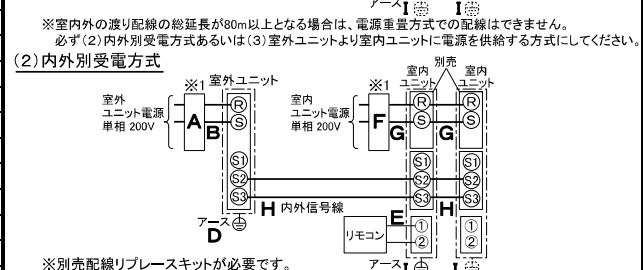 アース I
I
※室内外の渡り配線の総延長が80m以上となる場合は、電源重畳方式での配線はできません。
必ず(2)内外別受電方式あるいは(3)室外ユニットより室内ユニットに電源を供給する方式にしてください。
(2)内外別受電方式
※1 室外ユニット
室外
ユニット電源
単相 200V
A
B
R
S
S1
S2
S3
アース
D
H 内外信号線
※1
室内
ユニット電源
単相 200V
F
G
別売
室内
ユニット
室内
ユニット
R
S
S1
S2
S3
G
R
S
S1
S2
S3
H
E
リモコン
①
②
①
②
アース I
I
※別売配線リプレースキットが必要です。